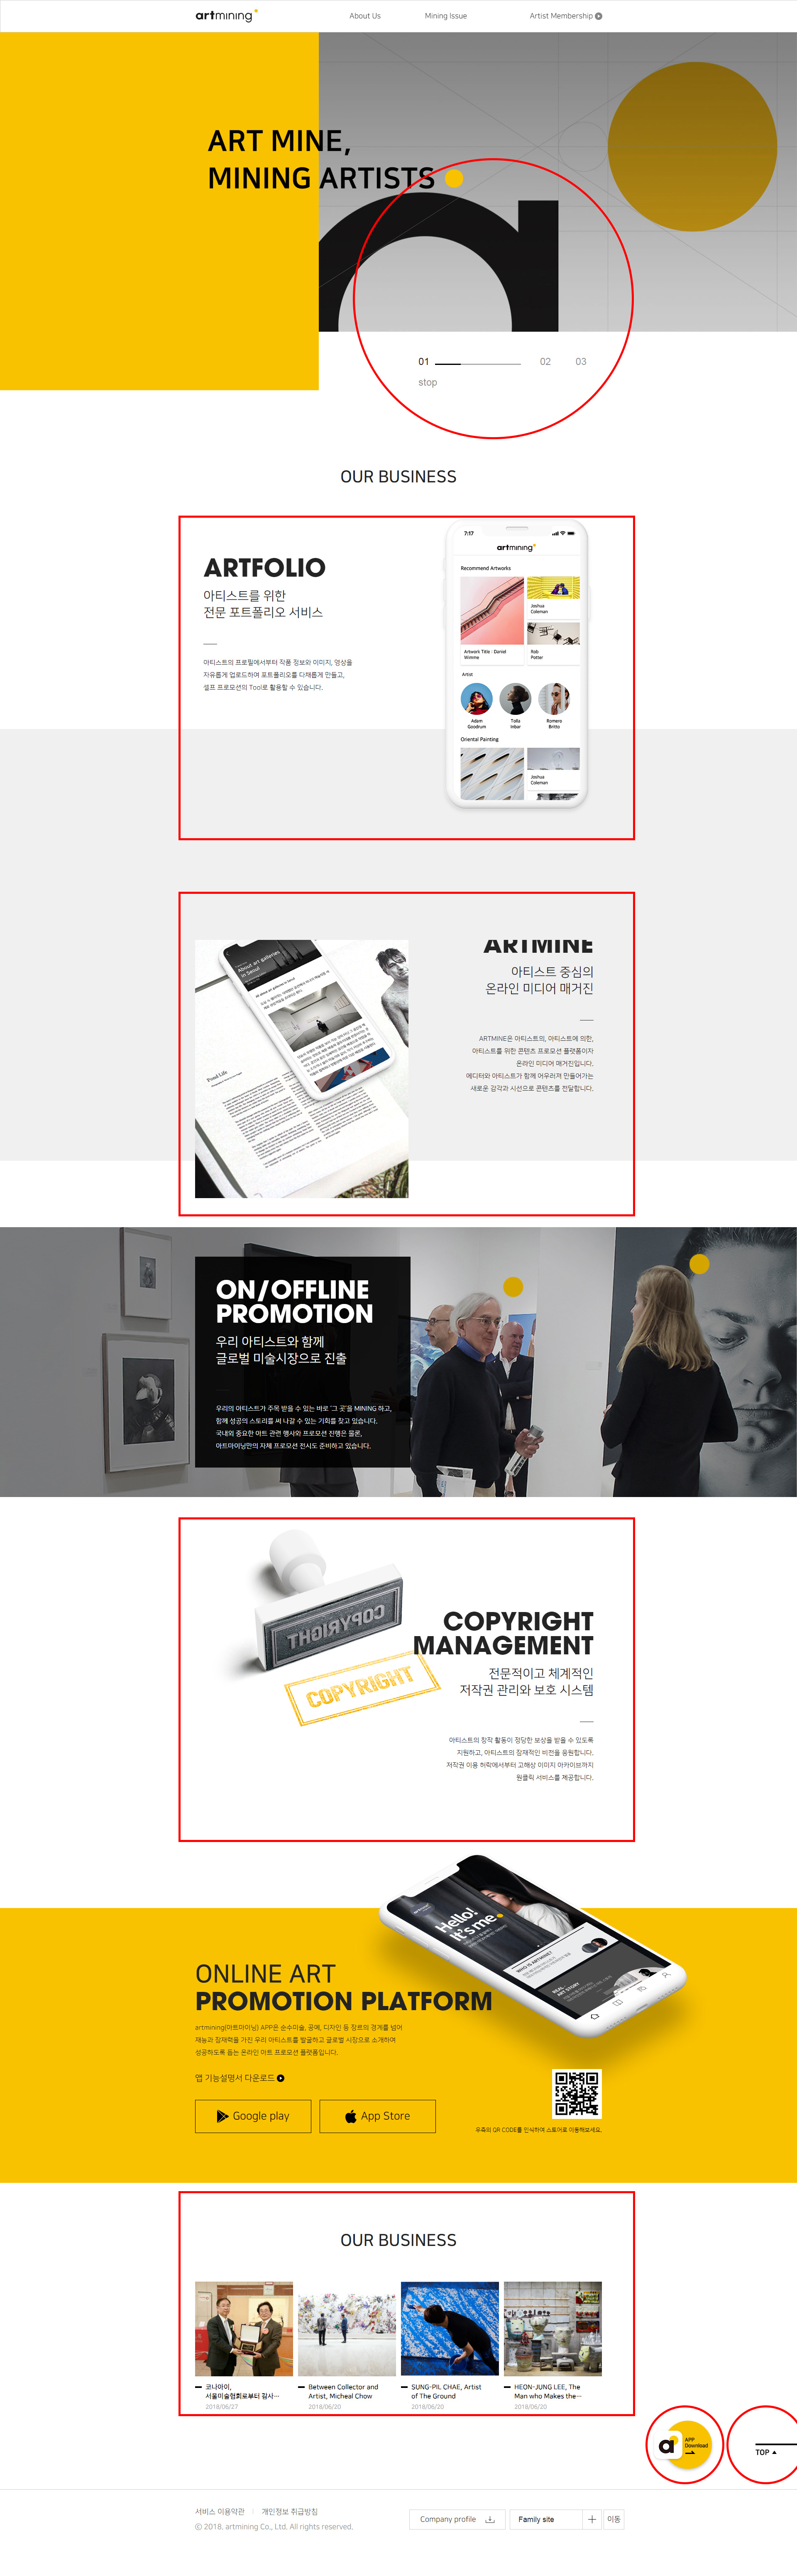 artmining
About Us
Mining Issue
Artist Membership
ART MINE,
MINING ARTISTS
01
02
03
stop
OUR BUSINESS
ARTFOLIO
아티스트를 위한
전문 포트폴리오 서비스
아티스트의 프로필에서부터 작품 정보와 이미지, 영상을
자유롭게 업로드하여 포트폴리오를 다채롭게 만들고,
셀프 프로모션의 Tool로 활용할 수 있습니다.
7:17
artmining
Recommend Artworks
Joshua
Coleman
Artwork Title · Daniel
Wimme
Rob
Potter
Artist
Adam
Goodrum
Tolla
Inbar
Romero
Britto
Oriental Painting
Joshua
Coleman
About art galleries
in Seoul
Proud Life
ARTMINE
아티스트 중심의
온라인 미디어 매거진
ARTMINE은 아티스트의, 아티스트에 의한,
아티스트를 위한 콘텐츠 프로모션 플랫폼이자
온라인 미디어 매거진입니다.
에디터와 아티스트가 함께 어우러져 만들어가는
새로운 감각과 시선으로 콘텐츠를 전달합니다.
ON/OFFLINE
PROMOTION
우리 아티스트와 함께
글로벌 미술시장으로 진출
우리의 아티스트가 주목 받을 수 있는 바로 '그 곳'을 MINING 하고,
함께 성공의 스토리를 써 나갈 수 있는 기회를 찾고 있습니다.
국내외 중요한 아트 관련 행사와 프로모션 진행은 물론,
아트마이닝만의 자체 프로모션 전시도 준비하고 있습니다.
COPYRIGHT
COPYRIGHT
COPYRIGHT
MANAGEMENT
전문적이고 체계적인
저작권 관리와 보호 시스템
아티스트의 창작 활동이 정당한 보상을 받을 수 있도록
지원하고, 아티스트의 잠재적인 비전을 응원합니다.
저작권 이용 허락에서부터 고해상 이미지 아카이브까지
원클릭 서비스를 제공합니다.
Hello!
It's me
WHO IS ARTMANET?
REAL
ART STORY
ONLINE ART
PROMOTION PLATFORM
artmining(아트마이닝) APP은 순수미술, 공예, 디자인 등 장르의 경계를 넘어
재능과 잠재력을 가진 우리 아티스트를 발굴하고 글로벌 시장으로 소개하여
성공하도록 돕는 온라인 아트 프로모션 플랫폼입니다.
앱 기능설명서 다운로드
Google play
App Store
우측의 QR CODE를 인식하여 스토어로 이동해보세요.
OUR BUSINESS
코나아이,
서울미술협회로부터 감사…
2018/06/27
Between Collector and
Artist, Micheal Chow
2018/06/20
SUNG-PIL CHAE, Artist
of The Ground
2018/06/20
HEON-JUNG LEE, The
Man who Makes the…
2018/06/20
a
APP
Download
TOP
서비스 이용약관
개인정보 취급방침
ⓒ 2018. artmining Co., Ltd. All rights reserved.
Company profile
Family site
이동